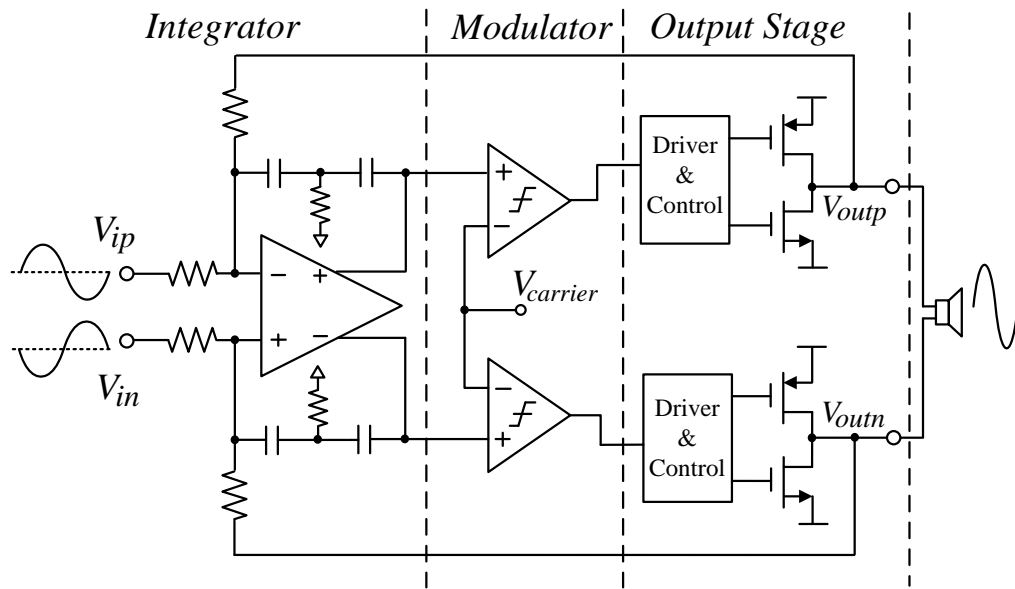 Integrator
Modulator
Output Stage
Driver
&
Control
V_outp
V_ip
V_carrier
V_in
Driver
&
Control
V_outn
+
−
−
+
+
−
−
+